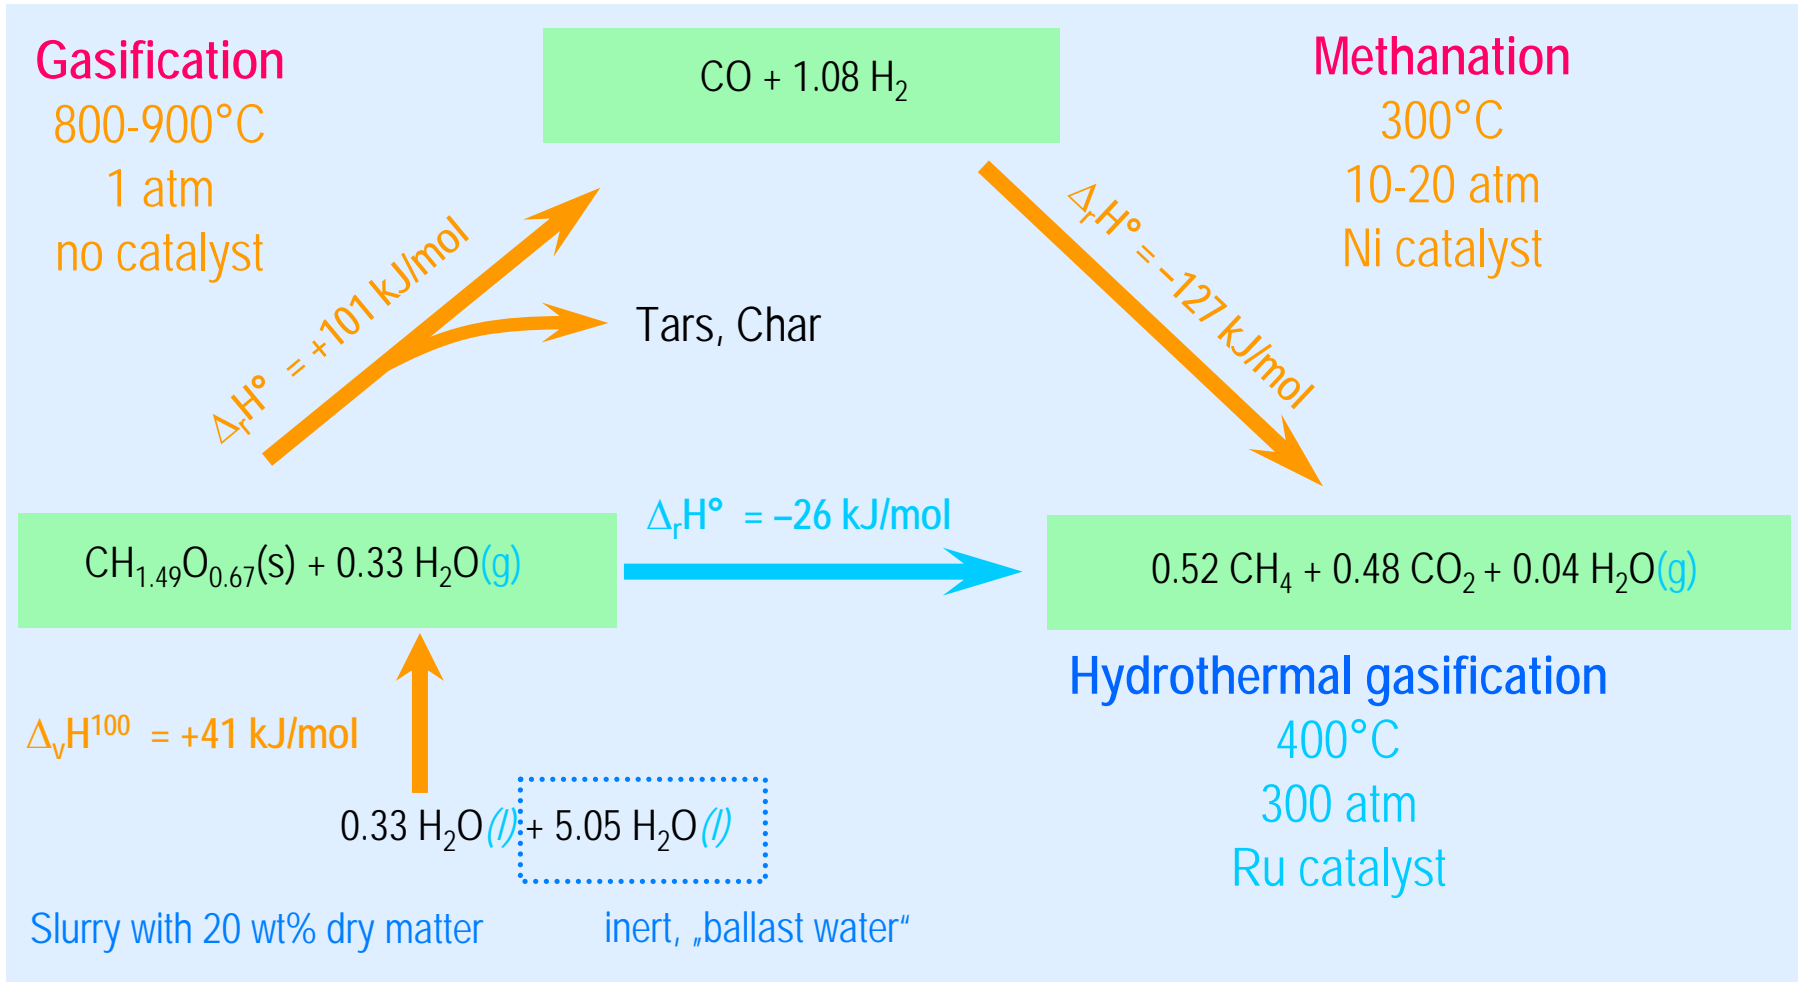 Gasification
800-900°C
1 atm
no catalyst
CO + 1.08 H₂
Methanation
300°C
10-20 atm
Ni catalyst
ΔᵣH° = +101 kJ/mol
ΔᵣH° = –127 kJ/mol
Tars, Char
CH₁.₄₉O₀.₆₇(s) + 0.33 H₂O(g)
ΔᵣH° = –26 kJ/mol
0.52 CH₄ + 0.48 CO₂ + 0.04 H₂O(g)
Hydrothermal gasification
400°C
300 atm
Ru catalyst
ΔᵥH¹⁰⁰ = +41 kJ/mol
0.33 H₂O(l) + 5.05 H₂O(l)
Slurry with 20 wt% dry matter
inert, „ballast water"